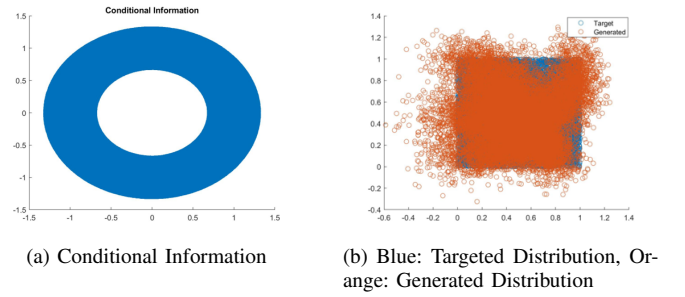 Conditional Information
1.5
1
0.5
0
-0.5
-1
-1.5
-1.5 -1 -0.5 0 0.5 1 1.5
(a) Conditional Information
Target
Generated
1.4
1.2
1
0.8
0.6
0.4
0.2
0
-0.2
-0.4
-0.6 -0.4 -0.2 0 0.2 0.4 0.6 0.8 1 1.2 1.4
(b) Blue: Targeted Distribution, Or-
ange: Generated Distribution